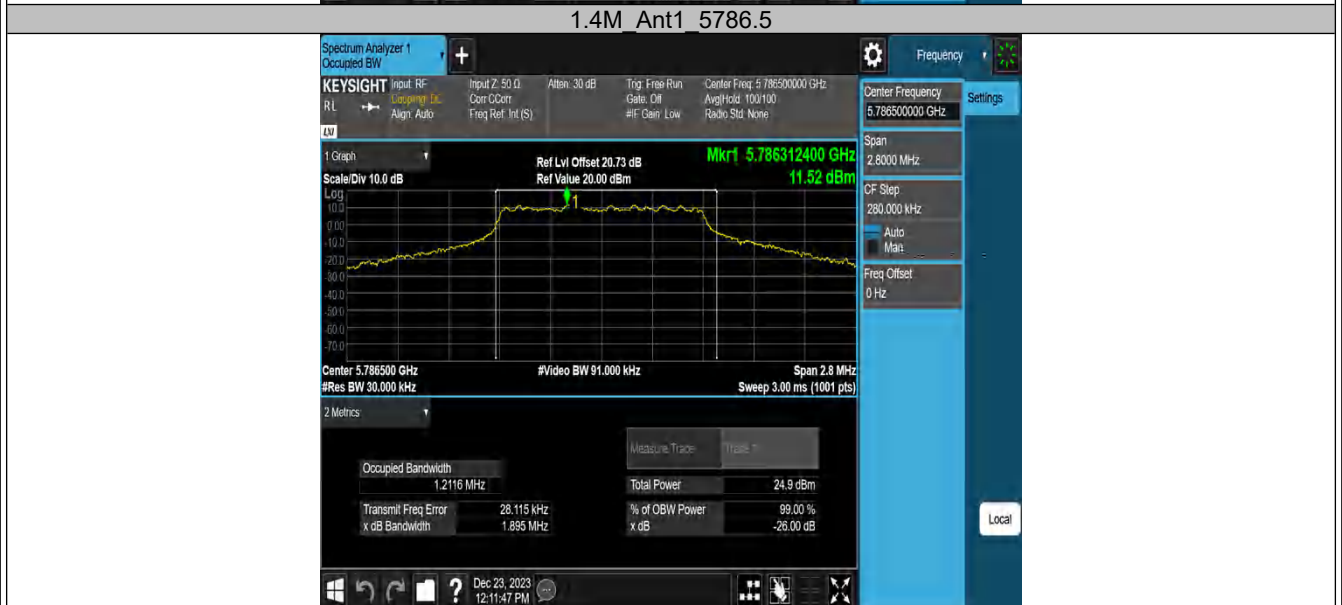 1.4M_Ant1_5786.5
Spectrum Analyzer 1
Occupied BW
+
Frequency
KEYSIGHT
Input: RF
Coupling: DC
Align: Auto
Input Z: 50 Ω
Corr CCorr
Freq Ref: Int (S)
Atten: 30 dB
Trig: Free Run
Gate: Off
#IF Gain: Low
Center Freq: 5.786500000 GHz
Avg|Hold: 100/100
Radio Std: None
RL
LXI
Center Frequency
5.786500000 GHz
Settings
Span
2.8000 MHz
CF Step
280.000 kHz
Auto
Man
Freq Offset
0 Hz
1 Graph
Ref Lvl Offset 20.73 dB
Mkr1 5.786312400 GHz
Scale/Div 10.0 dB
Ref Value 20.00 dBm
11.52 dBm
Log
1
10.0
0.00
-10.0
-20.0
-30.0
-40.0
-50.0
-60.0
-70.0
Center 5.786500 GHz
#Video BW 91.000 kHz
Span 2.8 MHz
#Res BW 30.000 kHz
Sweep 3.00 ms (1001 pts)
2 Metrics
Measure Trace
Trace 1
Occupied Bandwidth
1.2116 MHz
Total Power
24.9 dBm
Transmit Freq Error
28.115 kHz
% of OBW Power
99.00 %
x dB Bandwidth
1.895 MHz
x dB
-26.00 dB
Local
?
Dec 23, 2023
12:11:47 PM